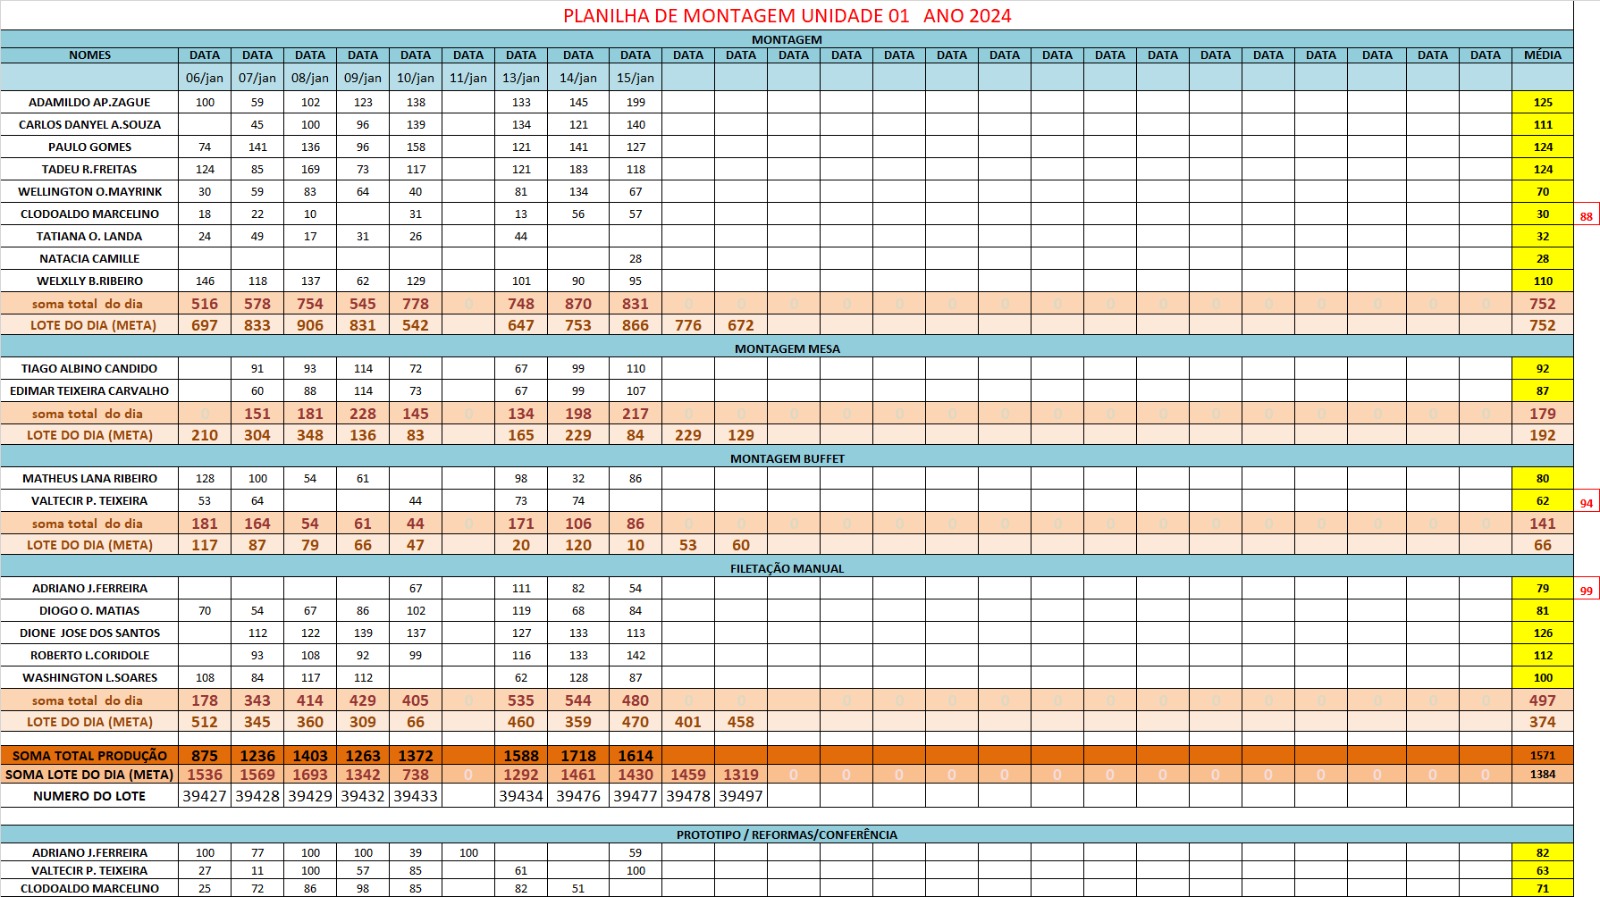 PLANILHA DE MONTAGEM UNIDADE 01 ANO 2024
MONTAGEM
NOMES DATA DATA DATA DATA DATA DATA DATA DATA DATA DATA DATA DATA DATA DATA DATA DATA DATA DATA DATA DATA DATA DATA DATA DATA DATA MÉDIA
06/jan 07/jan 08/jan 09/jan 10/jan 11/jan 13/jan 14/jan 15/jan
ADAMILDO AP.ZAGUE 100 59 102 123 138 133 145 199 125
CARLOS DANYEL A.SOUZA 45 100 96 139 134 121 140 111
PAULO GOMES 74 141 136 96 158 121 141 127 124
TADEU R.FREITAS 124 85 169 73 117 121 183 118 124
WELLINGTON O.MAYRINK 30 59 83 64 40 81 134 67 70
CLODOALDO MARCELINO 18 22 10 31 13 56 57 30 88
TATIANA O. LANDA 24 49 17 31 26 44 32
NATACIA CAMILLE 28 28
WELXLLY B.RIBEIRO 146 118 137 62 129 101 90 95 110
soma total do dia 516 578 754 545 778 0 748 870 831 0 0 0 0 0 0 0 0 0 0 0 0 0 0 0 0 752
LOTE DO DIA (META) 697 833 906 831 542 647 753 866 776 672 752
MONTAGEM MESA
TIAGO ALBINO CANDIDO 91 93 114 72 67 99 110 92
EDIMAR TEIXEIRA CARVALHO 60 88 114 73 67 99 107 87
soma total do dia 0 151 181 228 145 0 134 198 217 0 0 0 0 0 0 0 0 0 0 0 0 0 0 0 0 179
LOTE DO DIA (META) 210 304 348 136 83 165 229 84 229 129 192
MONTAGEM BUFFET
MATHEUS LANA RIBEIRO 128 100 54 61 98 32 86 80
VALTECIR P. TEIXEIRA 53 64 44 73 74 62 94
soma total do dia 181 164 54 61 44 0 171 106 86 0 0 0 0 0 0 0 0 0 0 0 0 0 0 0 0 141
LOTE DO DIA (META) 117 87 79 66 47 20 120 10 53 60 66
FILETAÇÃO MANUAL
ADRIANO J.FERREIRA 67 111 82 54 79 99
DIOGO O. MATIAS 70 54 67 86 102 119 68 84 81
DIONE JOSE DOS SANTOS 112 122 139 137 127 133 113 126
ROBERTO L.CORIDOLE 93 108 92 99 116 133 142 112
WASHINGTON L.SOARES 108 84 117 112 62 128 87 100
soma total do dia 178 343 414 429 405 0 535 544 480 0 0 0 0 0 0 0 0 0 0 0 0 0 0 0 0 497
LOTE DO DIA (META) 512 345 360 309 66 460 359 470 401 458 374
SOMA TOTAL PRODUÇÃO 875 1236 1403 1263 1372 1588 1718 1614 1571
SOMA LOTE DO DIA (META) 1536 1569 1693 1342 738 0 1292 1461 1430 1459 1319 0 0 0 0 0 0 0 0 0 0 0 0 0 0 1384
NUMERO DO LOTE 39427 39428 39429 39432 39433 39434 39476 39477 39478 39497
PROTOTIPO / REFORMAS/CONFERÊNCIA
ADRIANO J.FERREIRA 100 77 100 100 39 100 59 82
VALTECIR P. TEIXEIRA 27 11 100 57 85 61 100 63
CLODOALDO MARCELINO 25 72 86 98 85 82 51 71